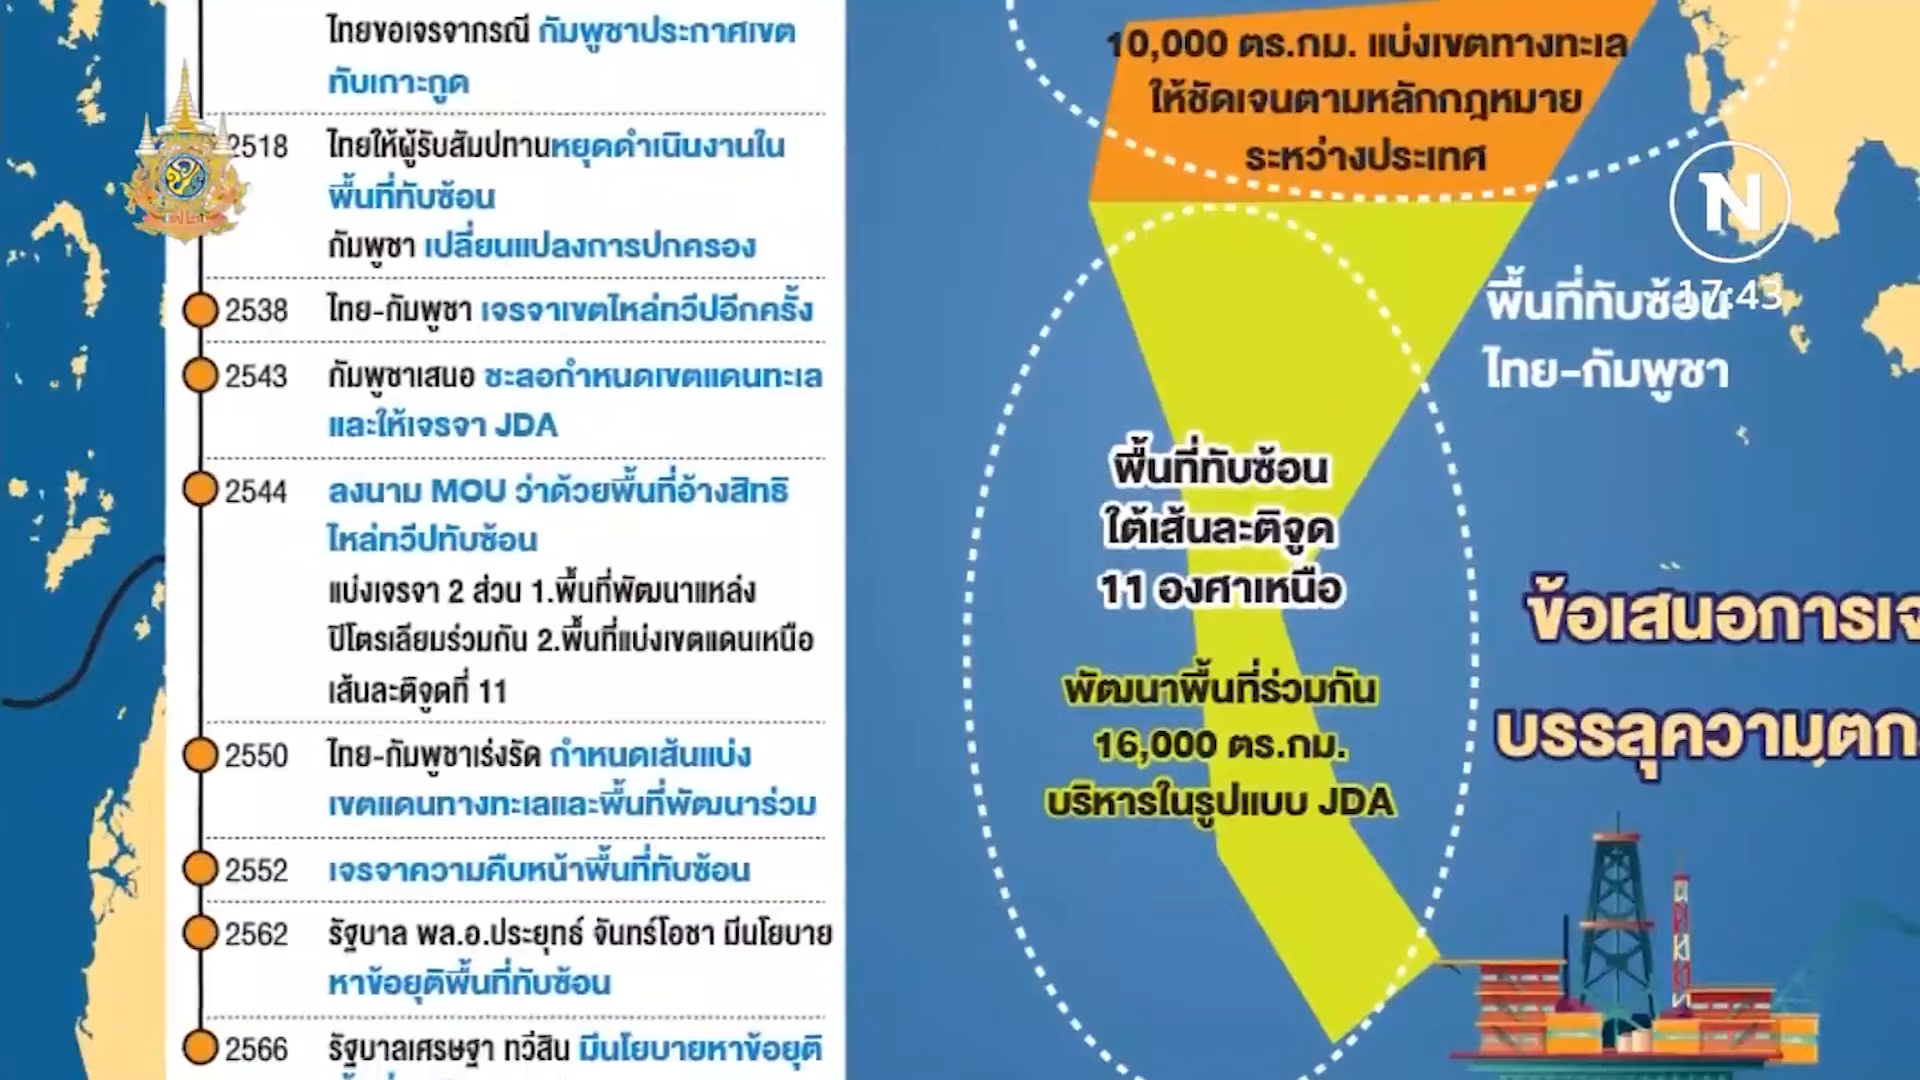 ไทยขอเจรจากรณี กัมพูชาประกาศเขต
ทับเกาะกูด
2518 ไทยให้ผู้รับสัมปทานหยุดดำเนินงานใน
พื้นที่ทับซ้อน
กัมพูชา เปลี่ยนแปลงการปกครอง
2538 ไทย-กัมพูชา เจรจาเขตไหล่ทวีปอีกครั้ง
2543 กัมพูชาเสนอ ชะลอกำหนดเขตแดนทะเล
และให้เจรจา JDA
2544 ลงนาม MOU ว่าด้วยพื้นที่อ้างสิทธิ
ไหล่ทวีปทับซ้อน
แบ่งเจรจา 2 ส่วน 1.พื้นที่พัฒนาแหล่ง
ปิโตรเลียมร่วมกัน 2.พื้นที่แบ่งเขตแดนเหนือ
เส้นละติจูดที่ 11
2550 ไทย-กัมพูชาเร่งรัด กำหนดเส้นแบ่ง
เขตแดนทางทะเลและพื้นที่พัฒนาร่วม
2552 เจรจาความคืบหน้าพื้นที่ทับซ้อน
2562 รัฐบาล พล.อ.ประยุทธ์ จันทร์โอชา มีนโยบาย
หาข้อยุติพื้นที่ทับซ้อน
2566 รัฐบาลเศรษฐา ทวีสิน มีนโยบายหาข้อยุติ
10,000 ตร.กม. แบ่งเขตทางทะเล
ให้ชัดเจนตามหลักกฎหมาย
ระหว่างประเทศ
N
17:43
พื้นที่ทับซ้อน
ไทย-กัมพูชา
พื้นที่ทับซ้อน
ใต้เส้นละติจูด
11 องศาเหนือ
พัฒนาพื้นที่ร่วมกัน
16,000 ตร.กม.
บริหารในรูปแบบ JDA
ข้อเสนอการเจ
บรรลุความตก